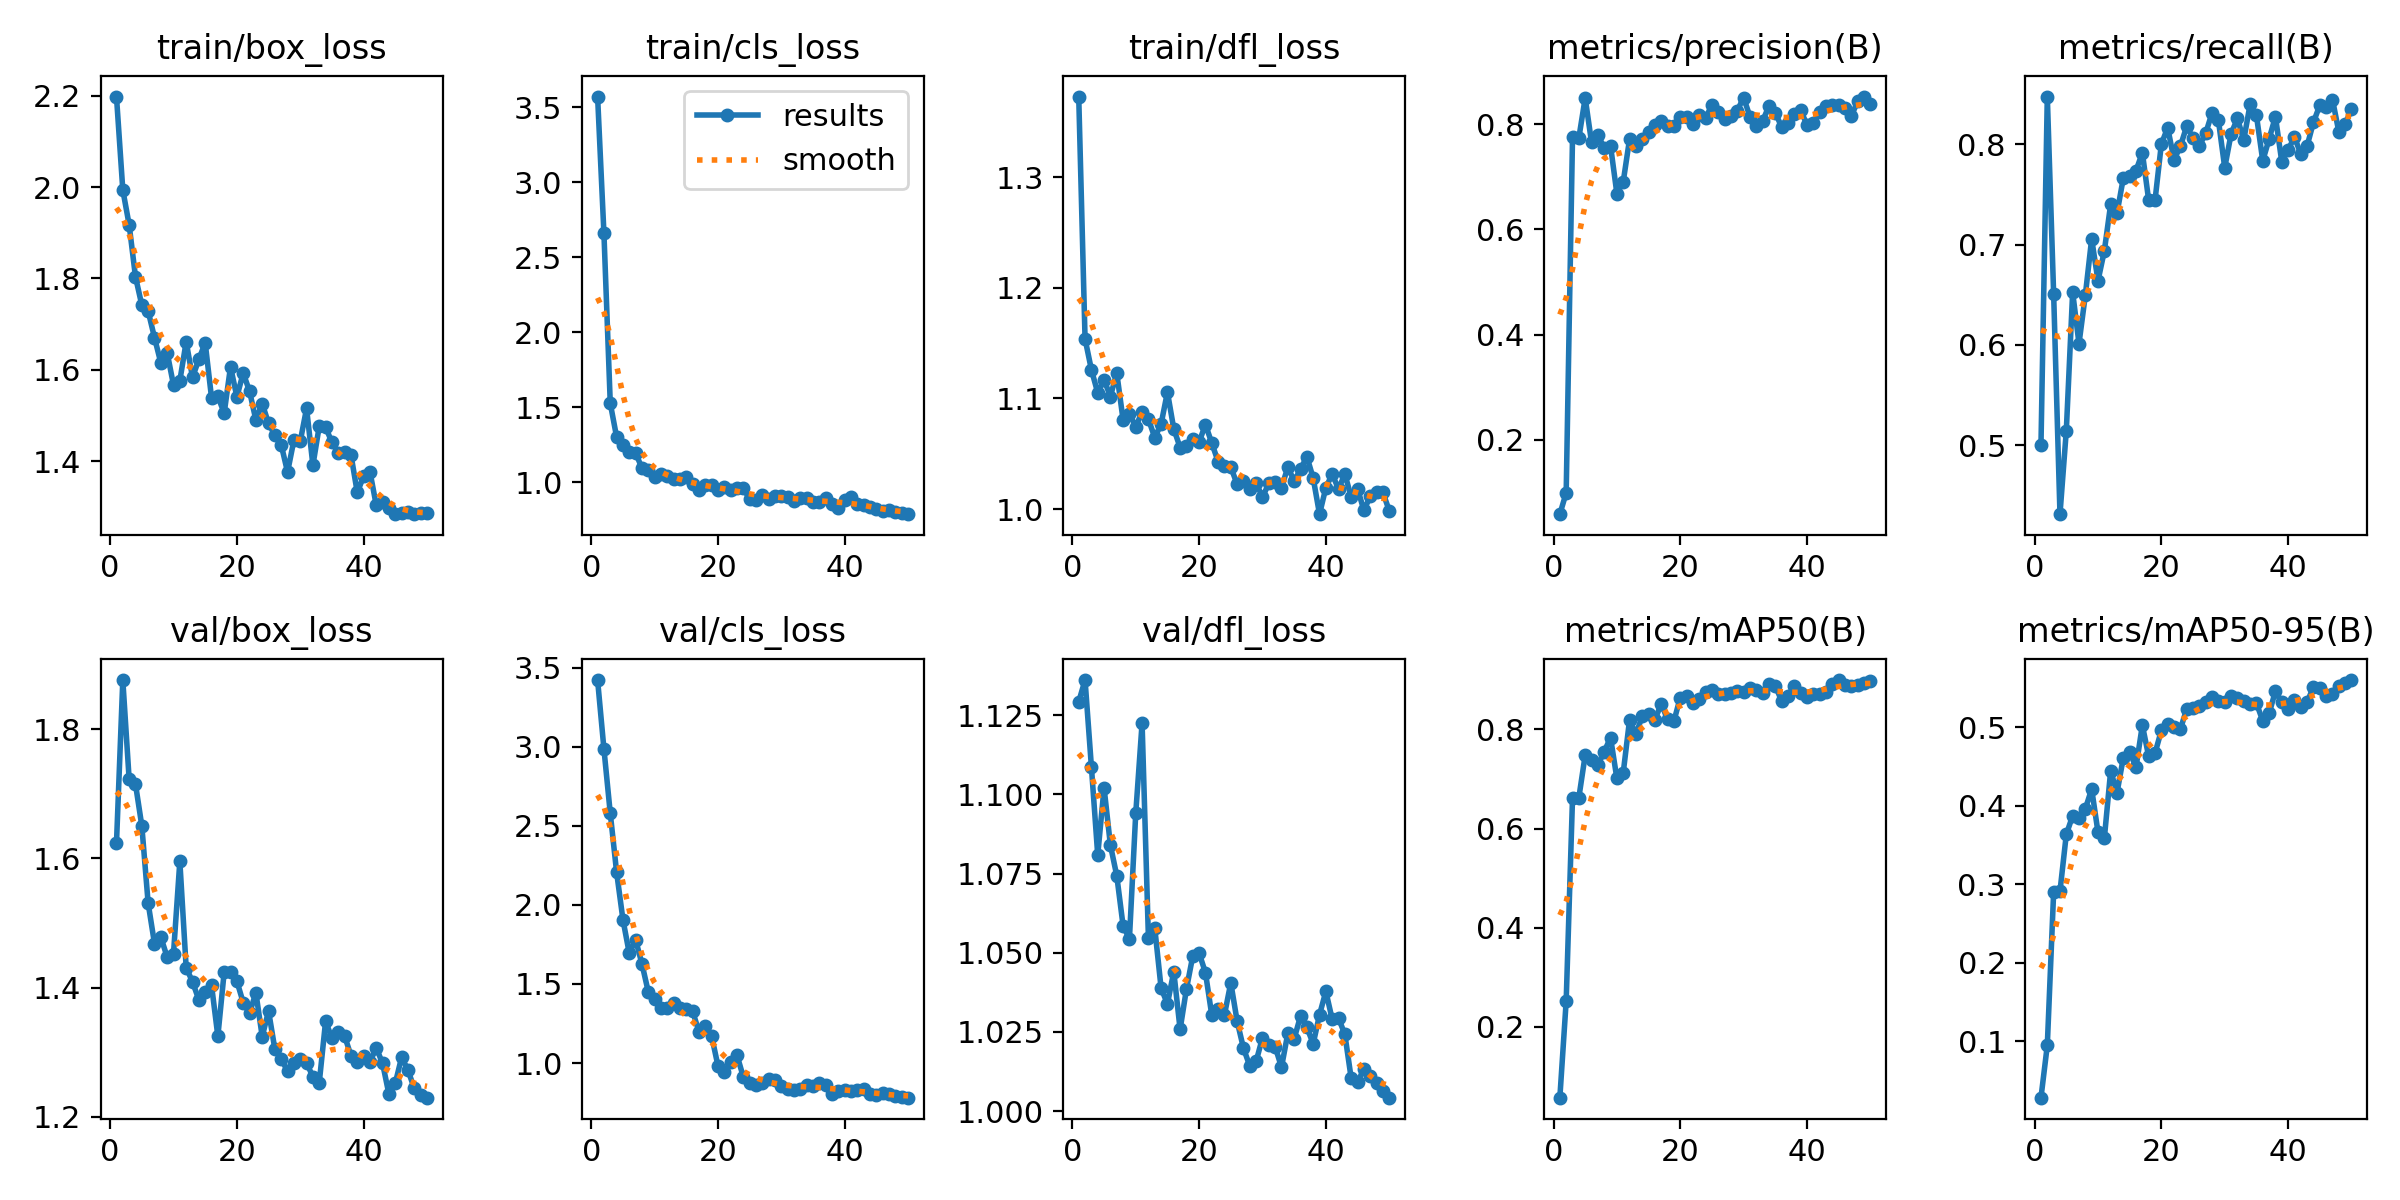 train/box_loss
2.2
2.0
1.8
1.6
1.4
0 20 40
train/cls_loss
results
smooth
3.5
3.0
2.5
2.0
1.5
1.0
0 20 40
train/dfl_loss
1.3
1.2
1.1
1.0
0 20 40
metrics/precision(B)
0.8
0.6
0.4
0.2
0 20 40
metrics/recall(B)
0.8
0.7
0.6
0.5
0 20 40
val/box_loss
1.8
1.6
1.4
1.2
0 20 40
val/cls_loss
3.5
3.0
2.5
2.0
1.5
1.0
0 20 40
val/dfl_loss
1.125
1.100
1.075
1.050
1.025
1.000
0 20 40
metrics/mAP50(B)
0.8
0.6
0.4
0.2
0 20 40
metrics/mAP50-95(B)
0.5
0.4
0.3
0.2
0.1
0 20 40